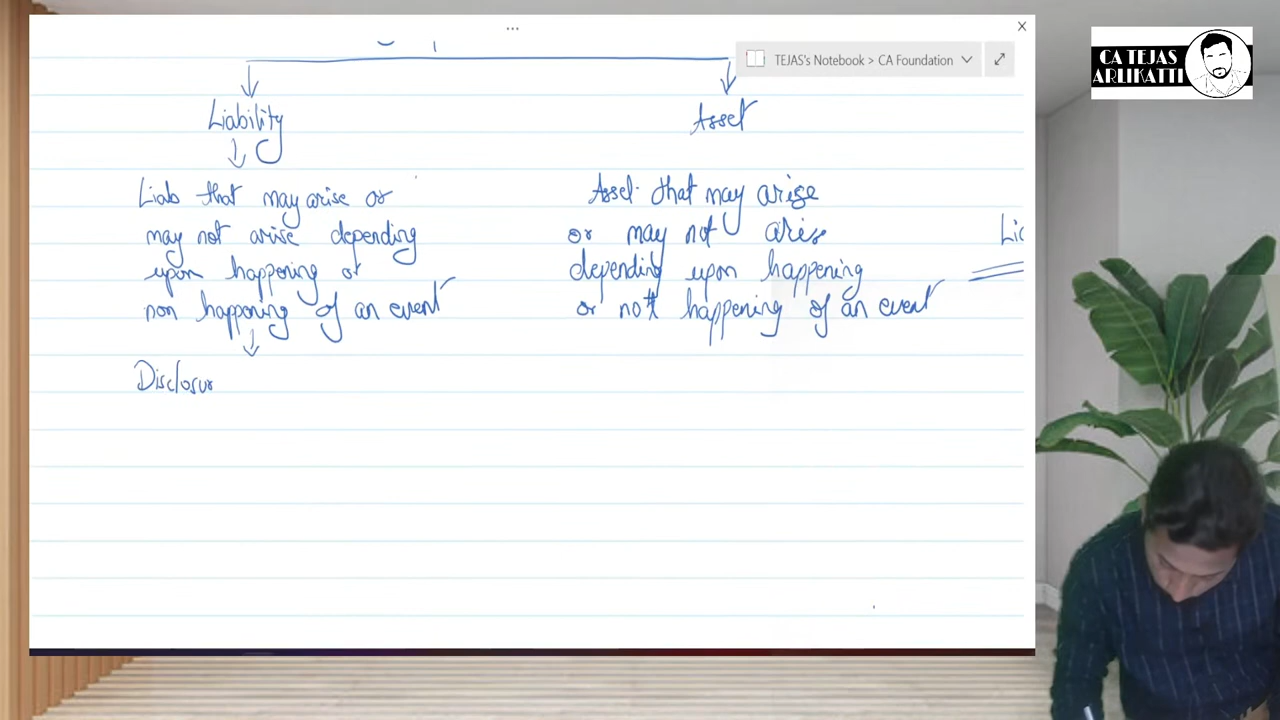 TEJAS's Notebook > CA Foundation
CA TEJAS
ARLIKATTI
Liability
Asset
Liab that may arise or
may not arise depending
upon happening or
non happening of an event
Disclosur
Asset that may arise
or may not arise
depending upon happening
or not happening of an event